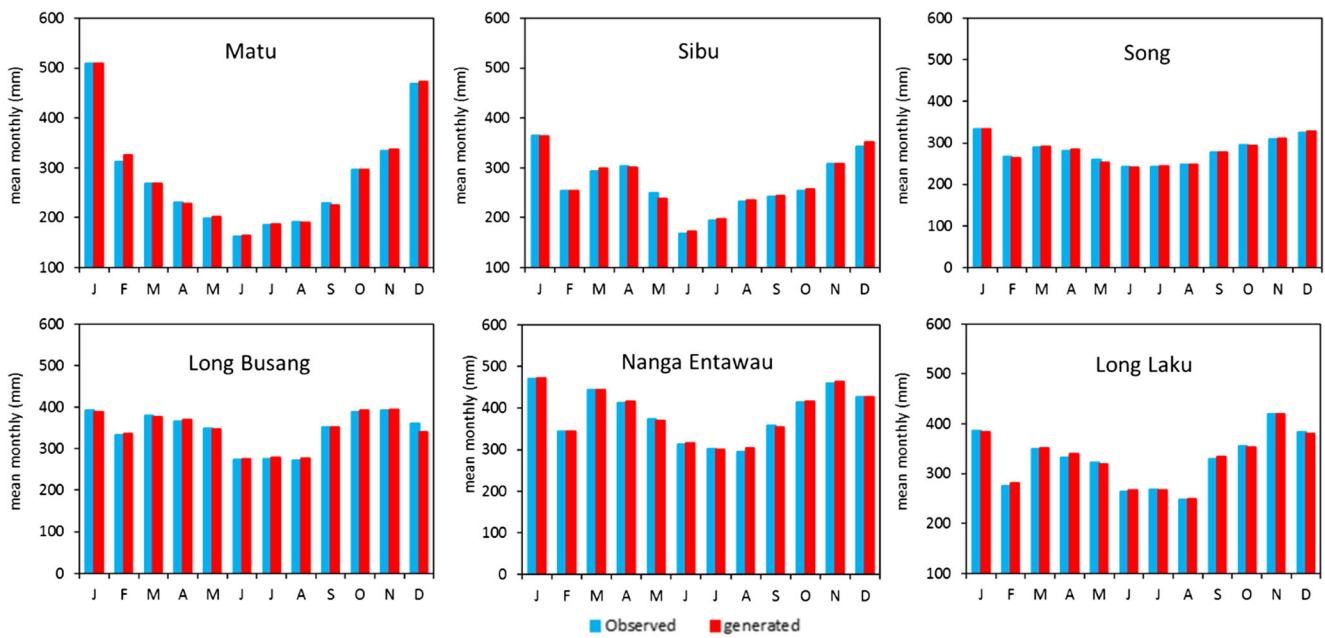 Matu
mean monthly (mm)
600
500
400
300
200
100
J F M A M J J A S O N D
Sibu
mean monthly (mm)
600
500
400
300
200
100
J F M A M J J A S O N D
Song
mean monthly (mm)
600
500
400
300
200
100
0
J F M A M J J A S O N D
Long Busang
mean monthly (mm)
600
500
400
300
200
100
0
J F M A M J J A S O N D
Nanga Entawau
mean monthly (mm)
600
500
400
300
200
100
0
J F M A M J J A S O N D
Long Laku
mean monthly (mm)
600
500
400
300
200
100
J F M A M J J A S O N D
Observed generated